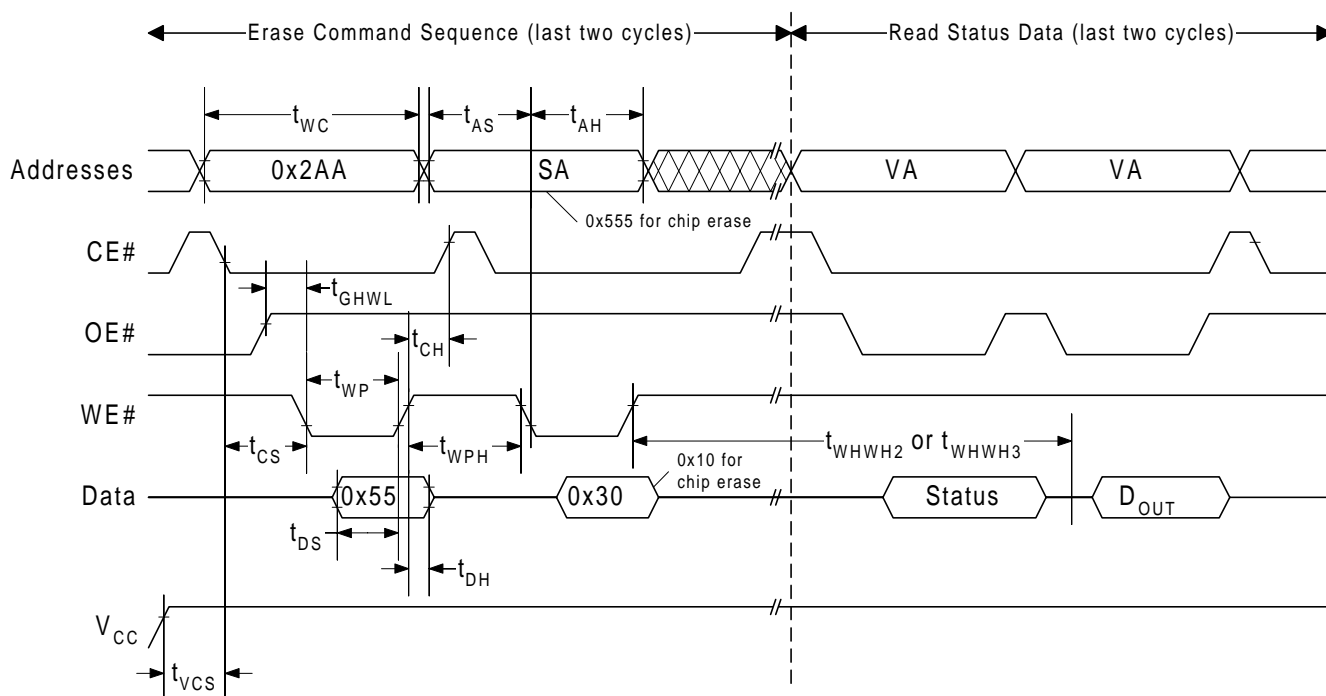 Erase Command Sequence (last two cycles) Read Status Data (last two cycles)
tWC tAS tAH
Addresses 0x2AA SA VA VA
0x555 for chip erase
CE#
tGHWL
OE#
tCH
tWP
WE#
tCS tWPH tWHWH2 or tWHWH3
0x10 for
chip erase
Data 0x55 0x30 Status DOUT
tDS
tDH
VCC
tVCS